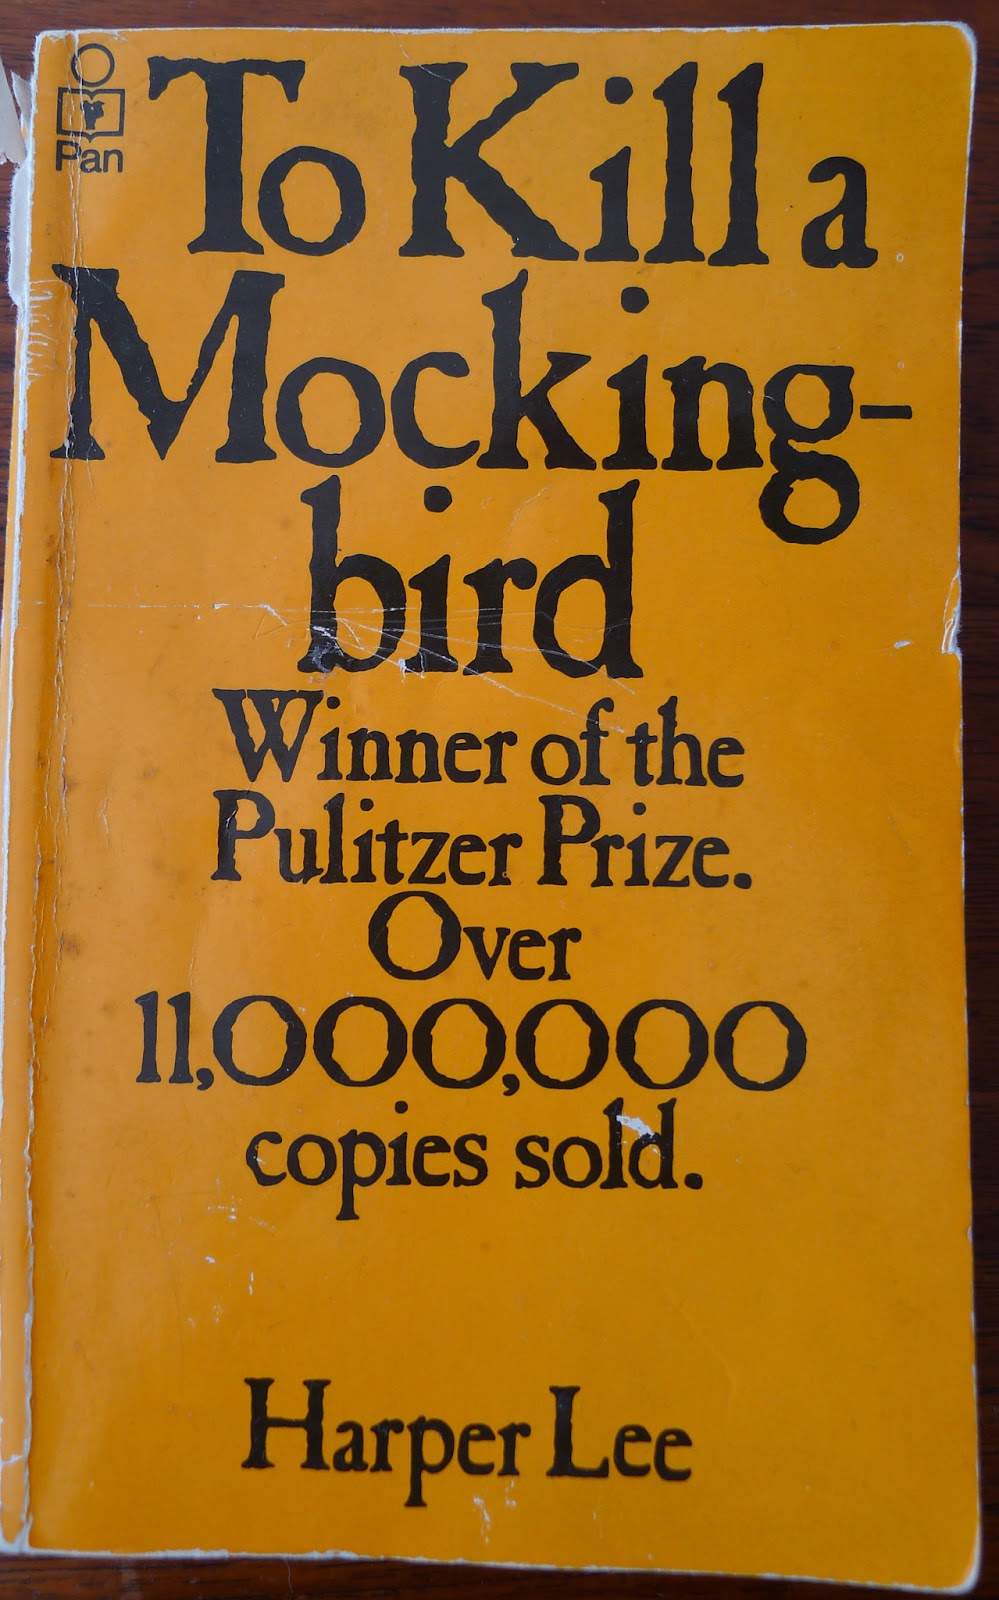 Pan
To Kill a
Mocking-
bird
Winner of the
Pulitzer Prize.
Over
11,000,000
copies sold.
Harper Lee